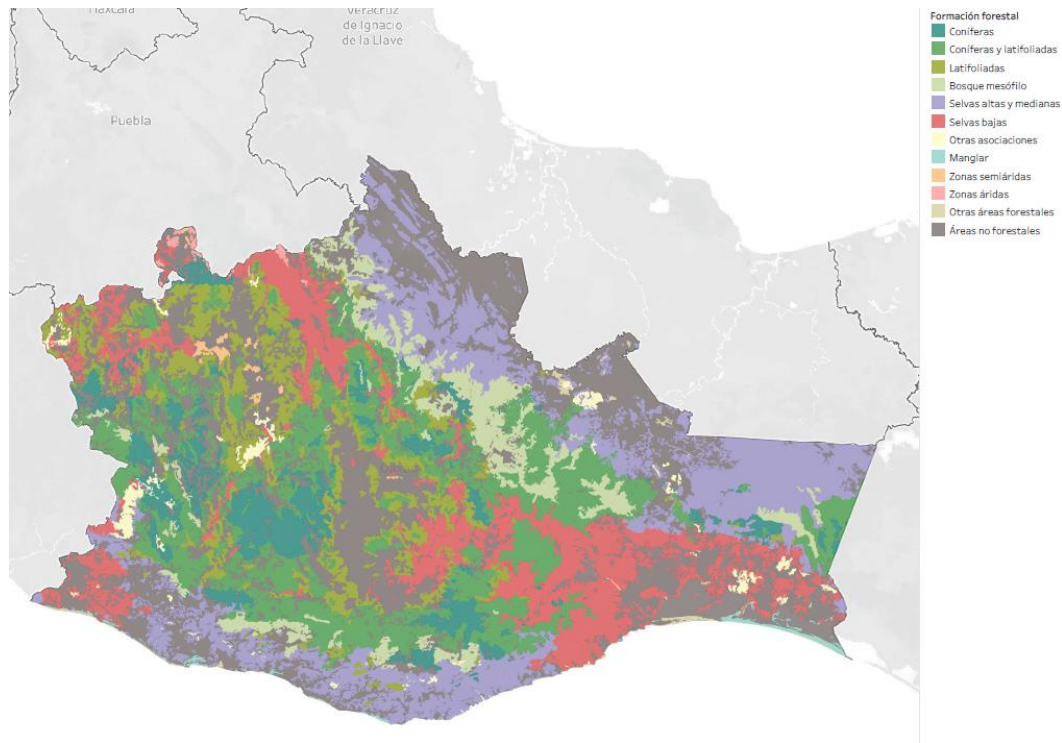 Tlaxcala
Veracruz
de Ignacio
de la Llave
Puebla
Formación forestal
Coníferas
Coníferas y latifoliadas
Latifoliadas
Bosque mesófilo
Selvas altas y medianas
Selvas bajas
Otras asociaciones
Manglar
Zonas semiáridas
Zonas áridas
Otras áreas forestales
Áreas no forestales